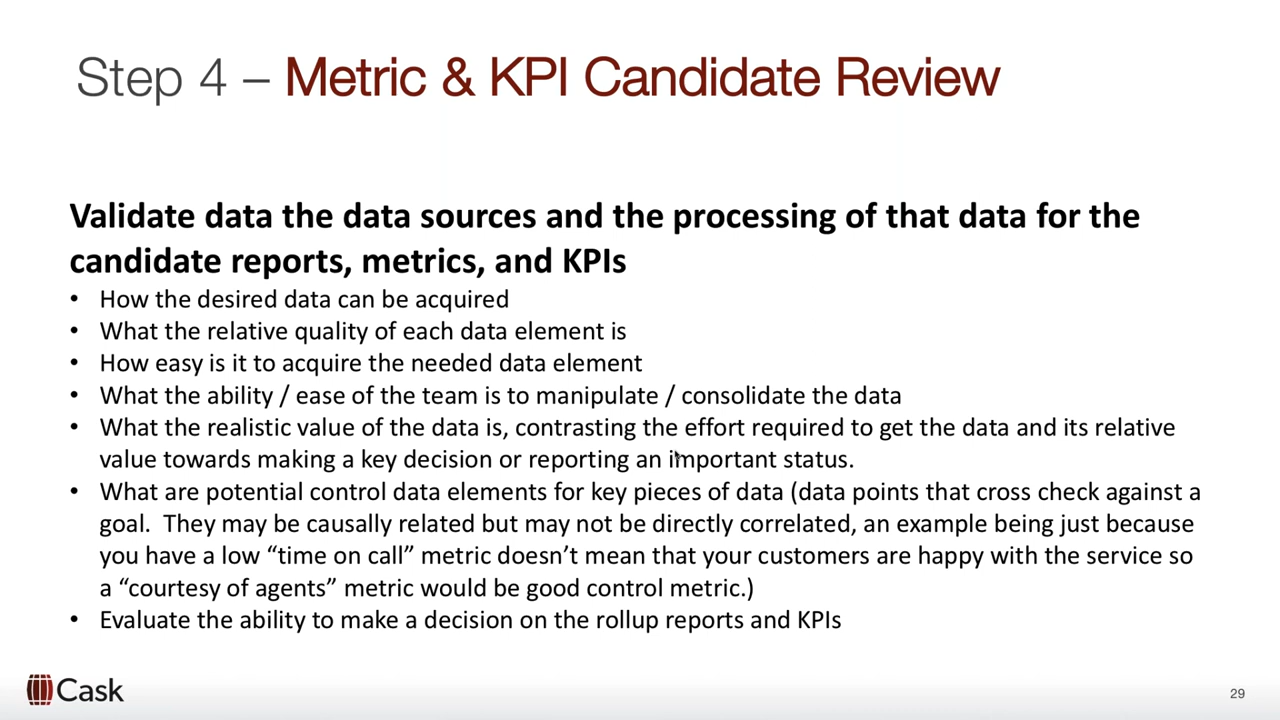 Step 4 – Metric & KPI Candidate Review
Validate data the data sources and the processing of that data for the
candidate reports, metrics, and KPIs
• How the desired data can be acquired
• What the relative quality of each data element is
• How easy is it to acquire the needed data element
• What the ability / ease of the team is to manipulate / consolidate the data
• What the realistic value of the data is, contrasting the effort required to get the data and its relative
value towards making a key decision or reporting an important status.
• What are potential control data elements for key pieces of data (data points that cross check against a
goal.  They may be causally related but may not be directly correlated, an example being just because
you have a low “time on call” metric doesn’t mean that your customers are happy with the service so
a “courtesy of agents” metric would be good control metric.)
• Evaluate the ability to make a decision on the rollup reports and KPIs
Cask
29